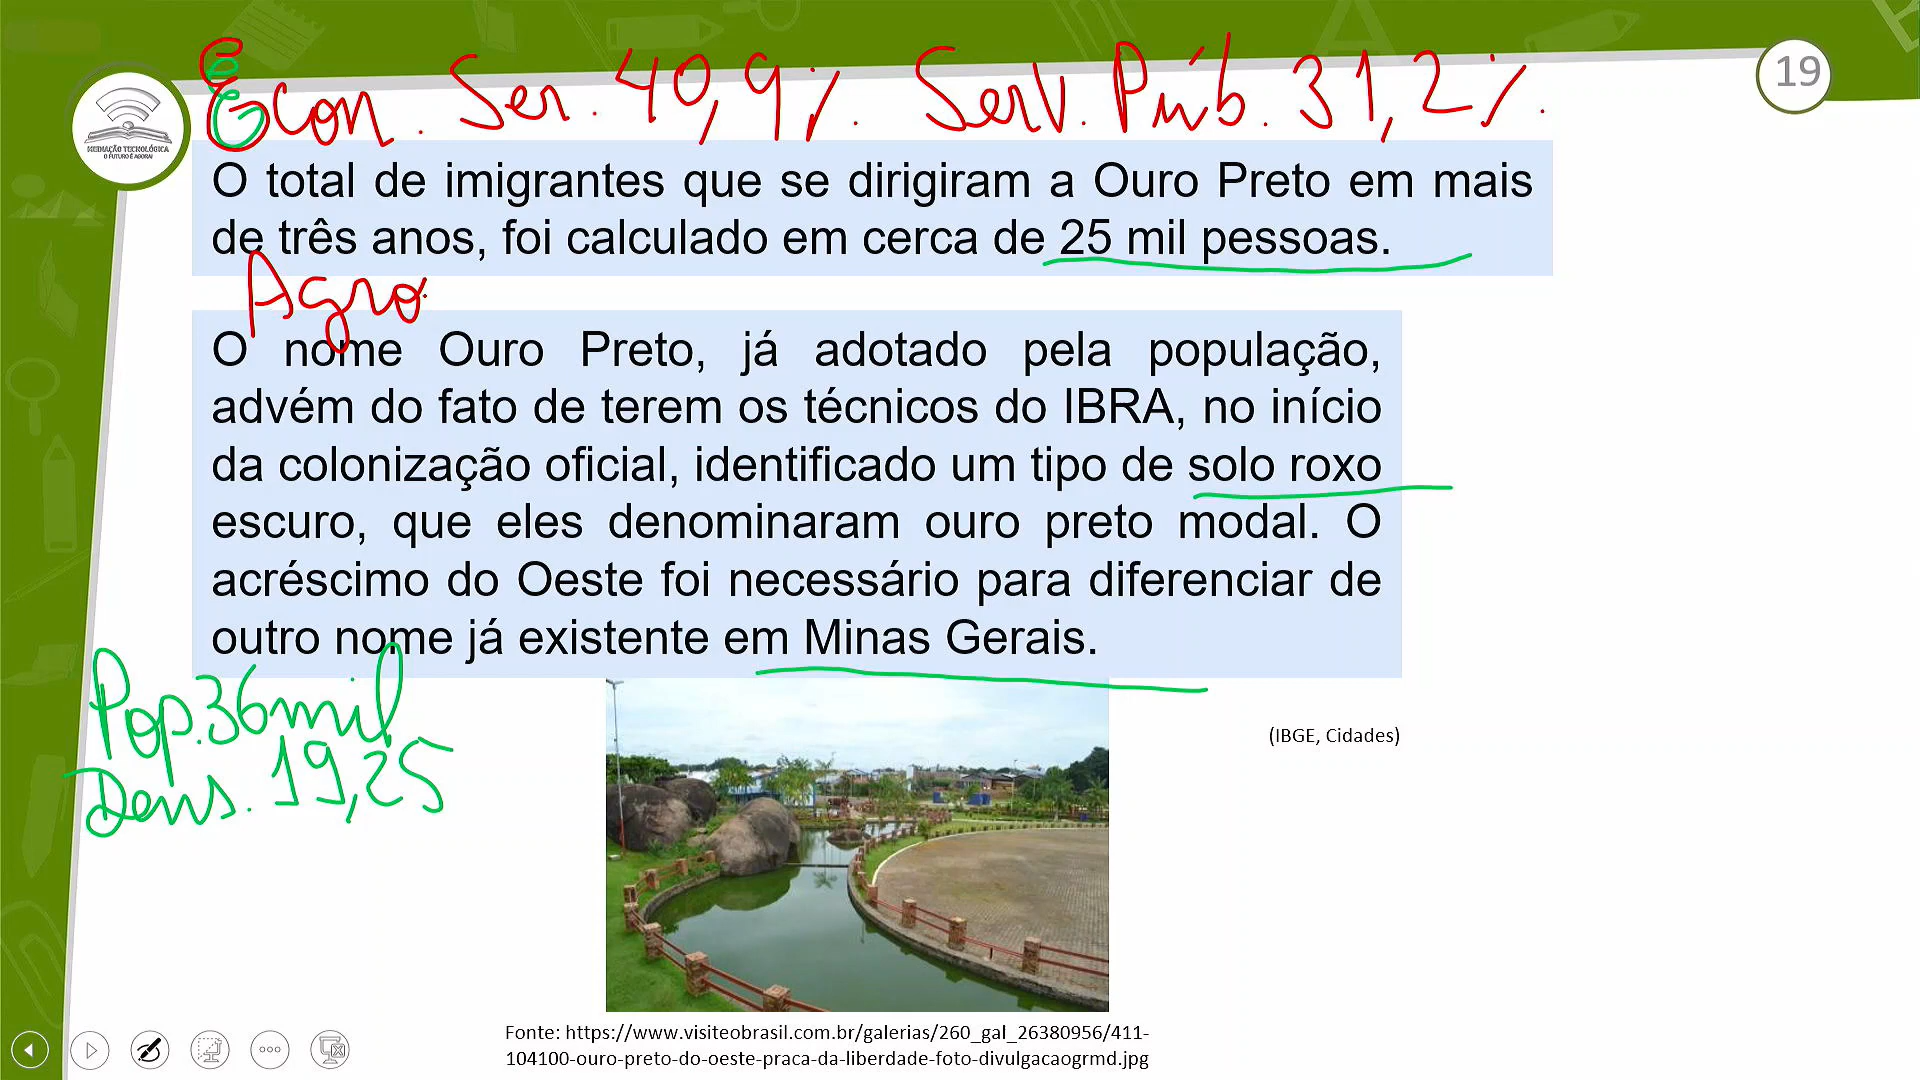 19
Econ. Ser. 40,9%. Serv. Púb. 31,2%.
MEDIAÇÃO TECNOLÓGICA
O FUTURO É AGORA!
O total de imigrantes que se dirigiram a Ouro Preto em mais
de três anos, foi calculado em cerca de 25 mil pessoas.
Agro
O nome Ouro Preto, já adotado pela população,
advém do fato de terem os técnicos do IBRA, no início
da colonização oficial, identificado um tipo de solo roxo
escuro, que eles denominaram ouro preto modal. O
acréscimo do Oeste foi necessário para diferenciar de
outro nome já existente em Minas Gerais.
Pop. 36 mil
Dens. 19,25
(IBGE, Cidades)
Fonte: https://www.visiteobrasil.com.br/galerias/260_gal_26380956/411-
104100-ouro-preto-do-oeste-praca-da-liberdade-foto-divulgacaogrmd.jpg